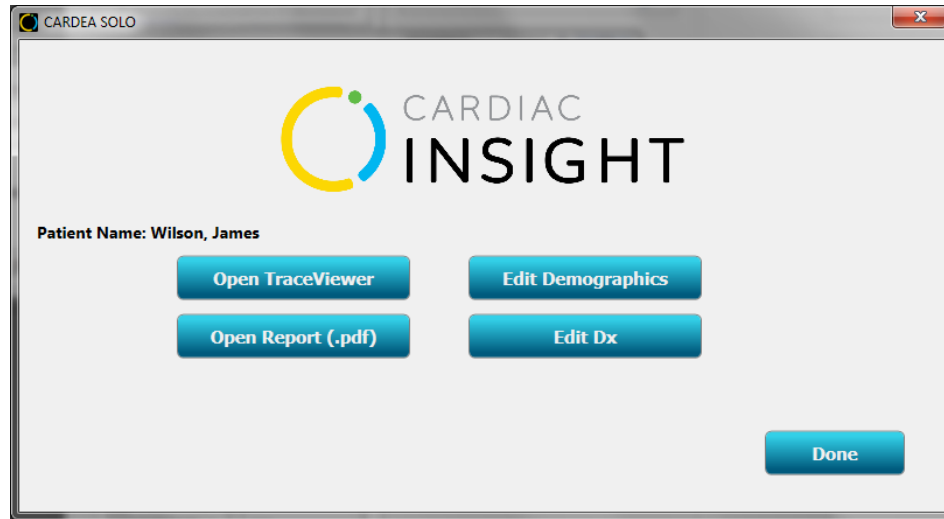 CARDEA SOLO
CARDIAC
INSIGHT
Patient Name: Wilson, James
Open TraceViewer
Edit Demographics
Open Report (.pdf)
Edit Dx
Done